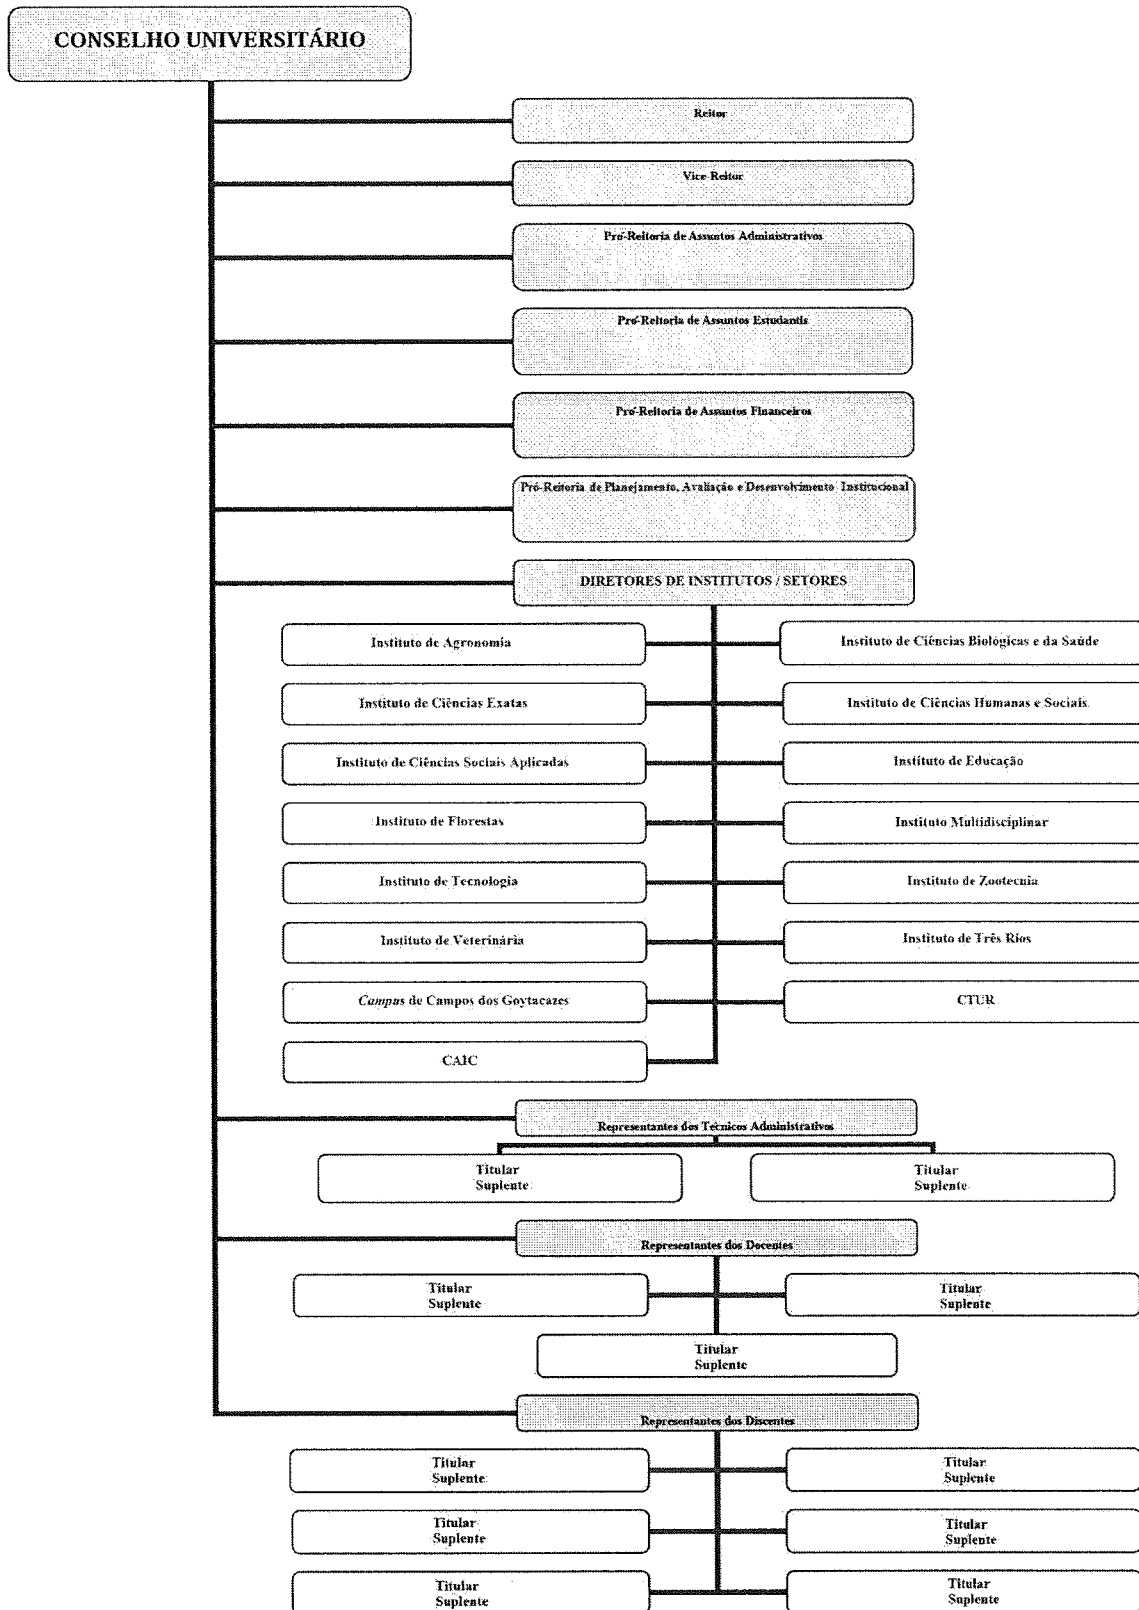 CONSELHO UNIVERSITÁRIO
Reitor
Vice Reitor
Pró-Reitoria de Assuntos Administrativos
Pró-Reitoria de Assuntos Estudantis
Pró-Reitoria de Assuntos Financeiros
Pró-Reitoria de Planejamento, Avaliação e Desenvolvimento Institucional
DIRETORES DE INSTITUTOS / SETORES
Instituto de Agronomia
Instituto de Ciências Biológicas e da Saúde
Instituto de Ciências Exatas
Instituto de Ciências Humanas e Sociais
Instituto de Ciências Sociais Aplicadas
Instituto de Educação
Instituto de Florestas
Instituto Multidisciplinar
Instituto de Tecnologia
Instituto de Zootecnia
Instituto de Veterinária
Instituto de Três Rios
Campus de Campos dos Goytacazes
CTUR
CAIC
Representantes dos Técnicos Administrativos
Titular
Suplente
Titular
Suplente
Representantes dos Docentes
Titular
Suplente
Titular
Suplente
Titular
Suplente
Representantes dos Discentes
Titular
Suplente
Titular
Suplente
Titular
Suplente
Titular
Suplente
Titular
Suplente
Titular
Suplente